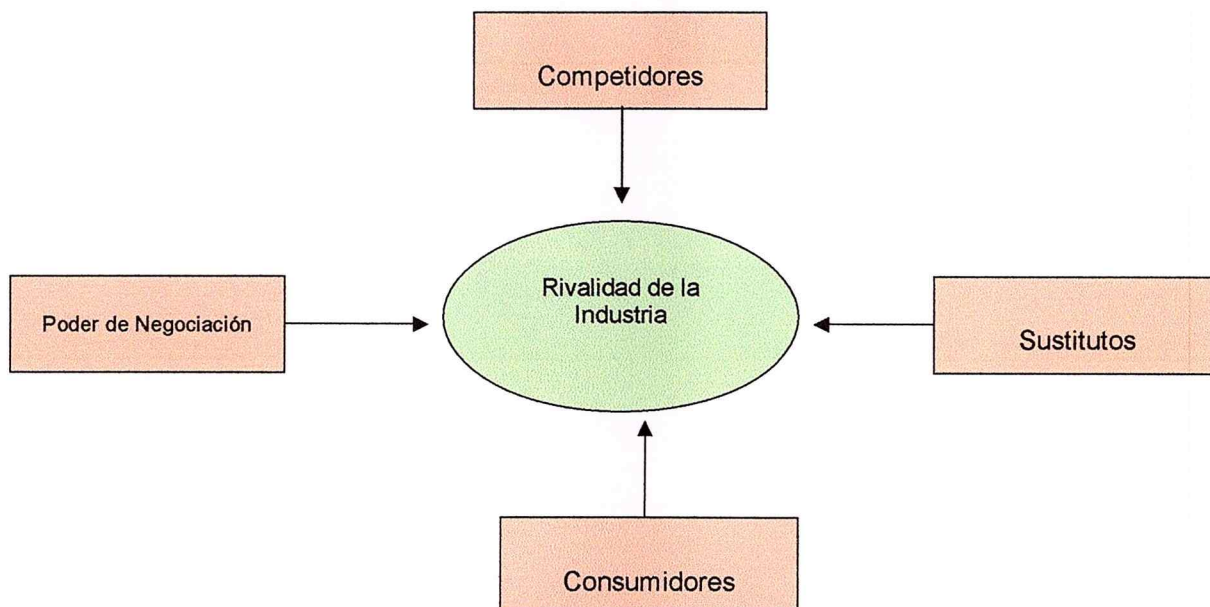 Competidores
Rivalidad de la
Industria
Poder de Negociación
Sustitutos
Consumidores